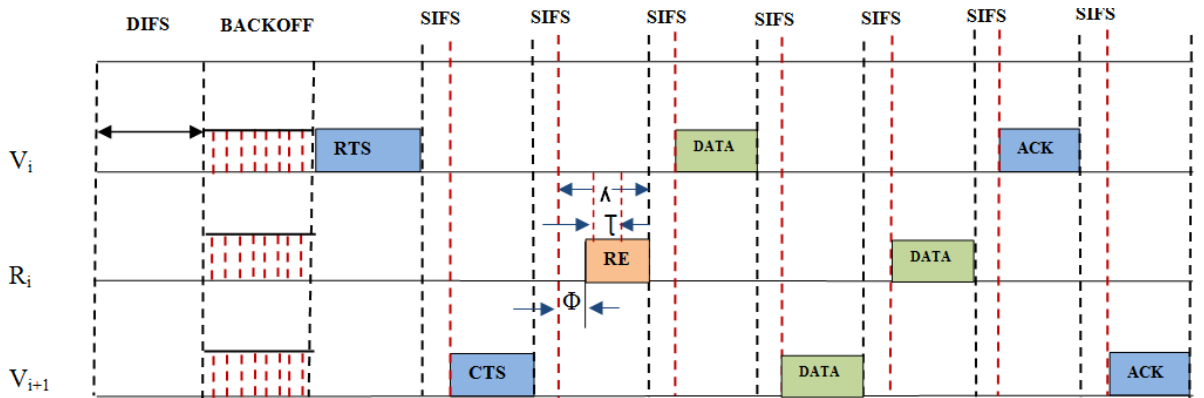 DIFS BACKOFF SIFS SIFS SIFS SIFS SIFS SIFS SIFS
Vi RTS DATA ACK
γ
τ
Ri RE DATA
Φ
Vi+1 CTS DATA ACK